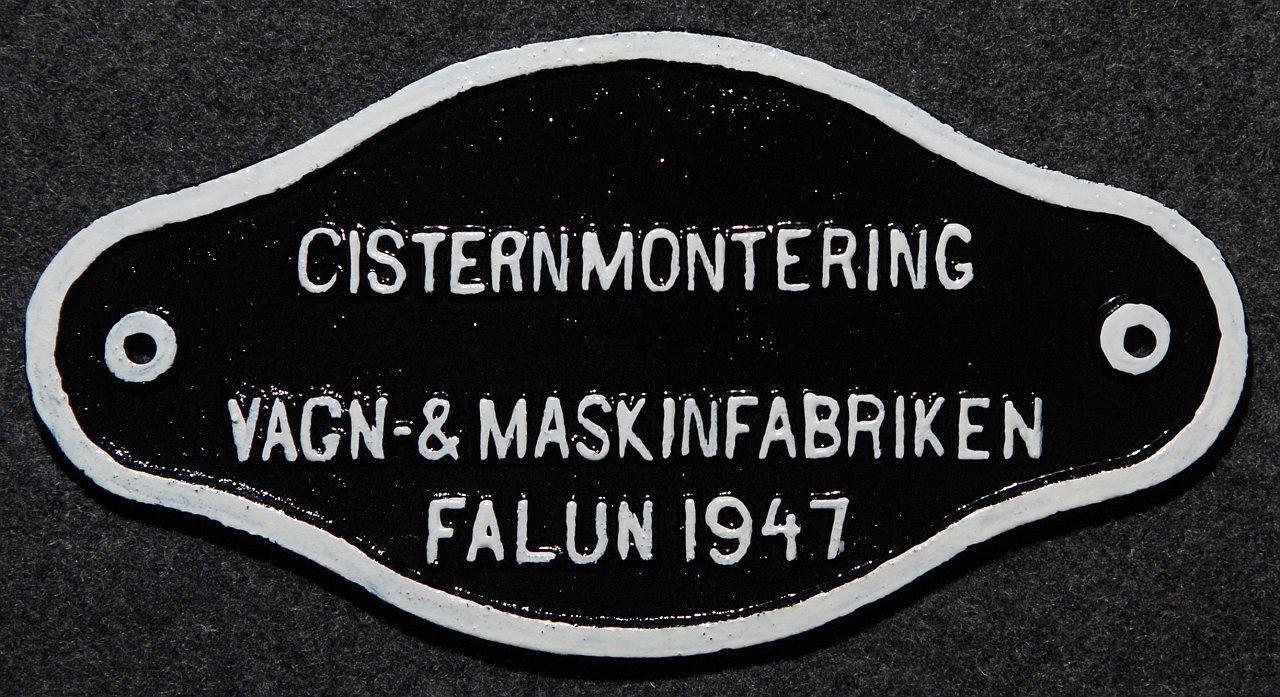 CISTERNMONTERING
VAGN-& MASKINFABRIKEN
FALUN 1947